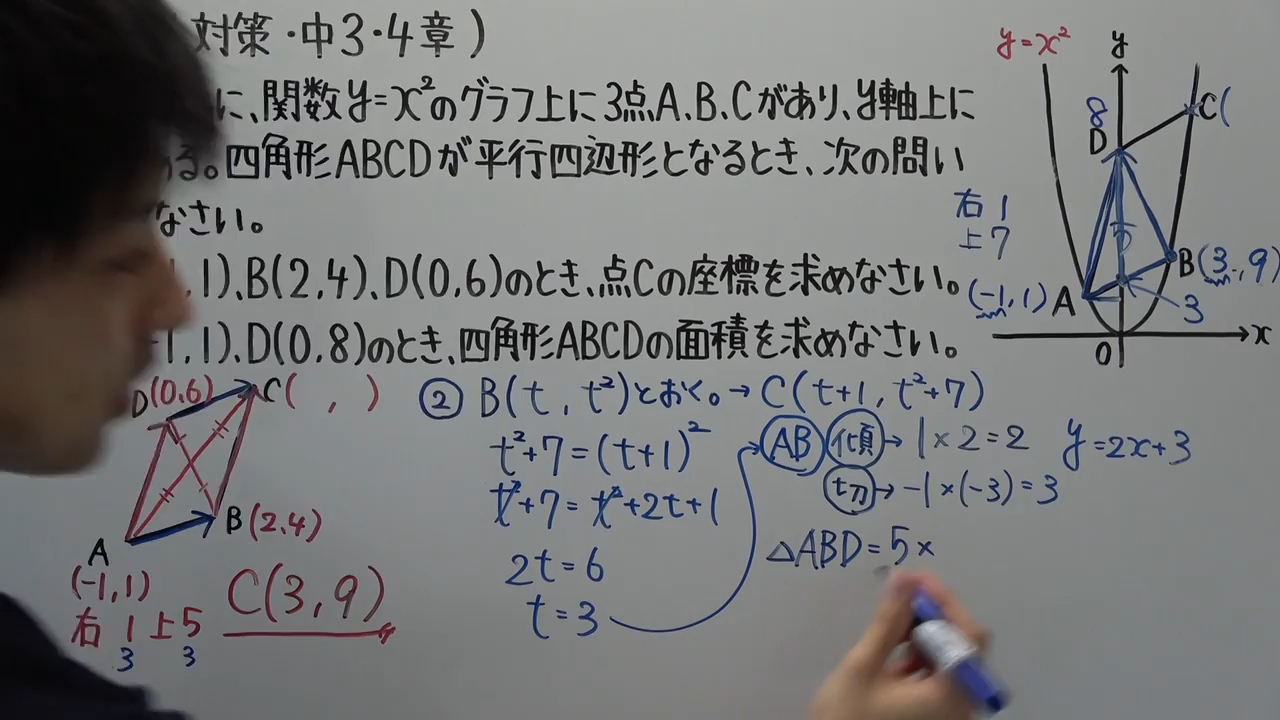 対策・中3・4章)
に、関数y=x²のグラフ上に3点A.B.Cがあり、y軸上に
る。四角形ABCDが平行四辺形となるとき、次の問い
なさい。
,1)、B(2,4)、D(0,6)のとき、点Cの座標を求めなさい。
-1,1)、D(0,8)のとき、四角形ABCDの面積を求めなさい。
D(0,6) C( , )
A
(-1,1)
B(2,4)
右1上5
3 3
C(3,9)
② B(t,t²)とおく。→C(t+1,t²+7)
t²+7=(t+1)²
t²+7=t²+2t+1
2t=6
t=3
AB 傾→1×2=2 y=2x+3
切→-1×(-3)=3
△ABD=5×
y=x²
y
8
D
C(
右1
上7
5
B(3,9)
(-1,1)A
3
O
x